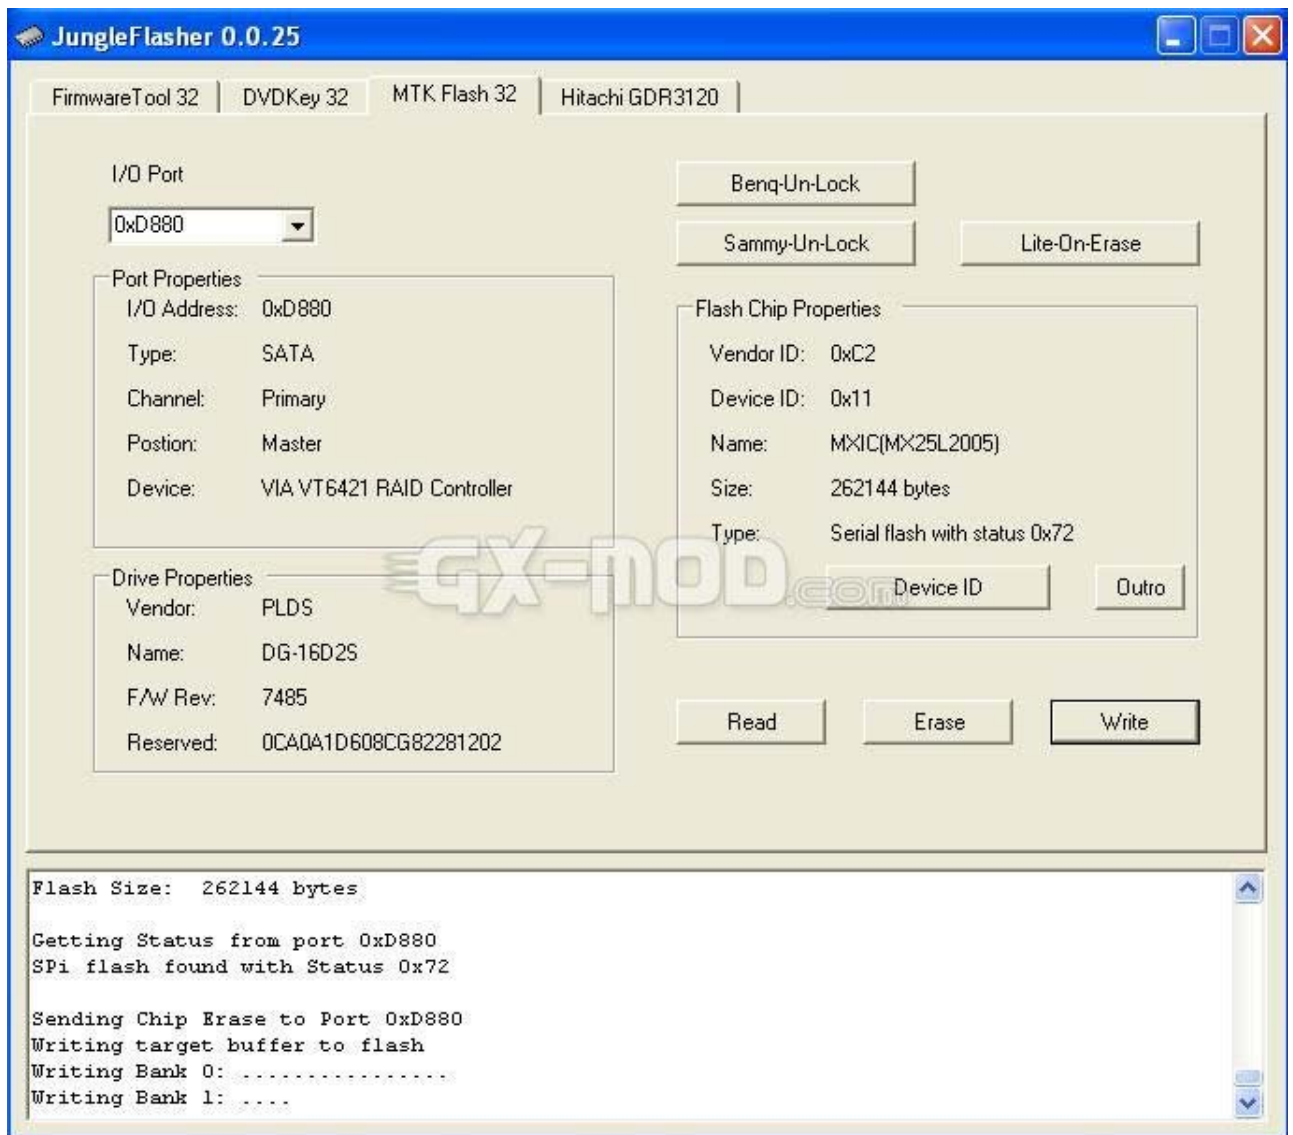 JungleFlasher 0.0.25
FirmwareTool 32
DVDKey 32
MTK Flash 32
Hitachi GDR3120
I/O Port
0xD880
Port Properties
I/O Address: 0xD880
Type: SATA
Channel: Primary
Postion: Master
Device: VIA VT6421 RAID Controller
Drive Properties
Vendor: PLDS
Name: DG-16D2S
F/W Rev: 7485
Reserved: 0CA0A1D608CG82281202
Benq-Un-Lock
Sammy-Un-Lock
Lite-On-Erase
Flash Chip Properties
Vendor ID: 0xC2
Device ID: 0x11
Name: MXIC(MX25L2005)
Size: 262144 bytes
Type: Serial flash with status 0x72
Device ID
Outro
Read
Erase
Write
GX-MOD.com
Flash Size:  262144 bytes
Getting Status from port 0xD880
SPi flash found with Status 0x72
Sending Chip Erase to Port 0xD880
Writing target buffer to flash
Writing Bank 0: ................
Writing Bank 1: ....